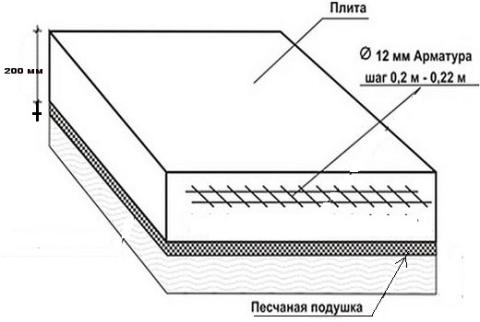 Плита
Ø 12 мм Арматура
шаг 0,2 м - 0,22 м
200 мм
Песчаная подушка